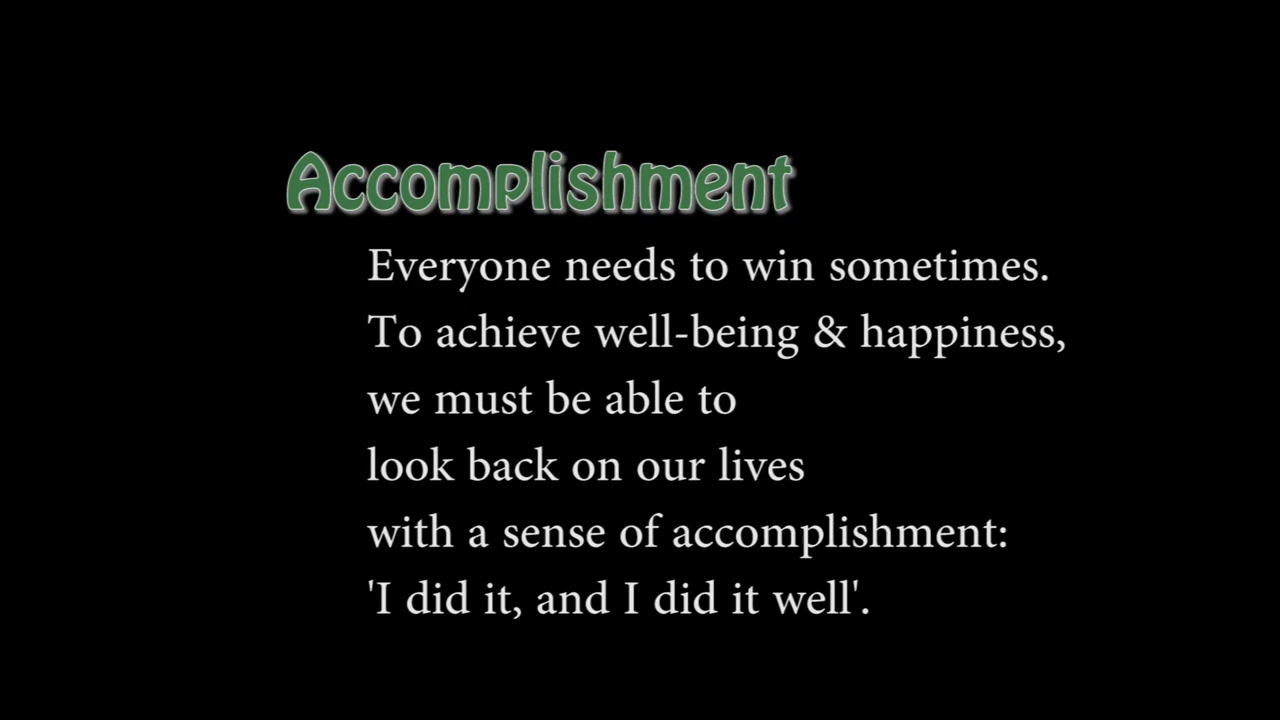 Accomplishment
Everyone needs to win sometimes.
To achieve well-being & happiness,
we must be able to
look back on our lives
with a sense of accomplishment:
'I did it, and I did it well'.